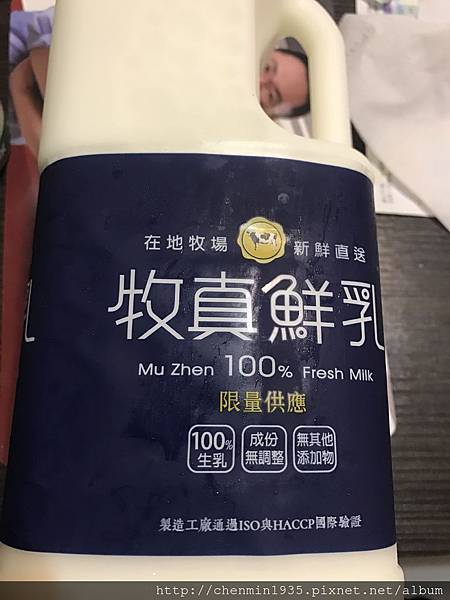 在地牧場 新鮮直送
牧真鮮乳
乳
Mu Zhen 100% Fresh Milk
限量供應
100%
生乳
成份
無調整
無其他
添加物
製造工廠通過ISO與HACCP國際驗證
http://chenmin1935.pixnet.net/album